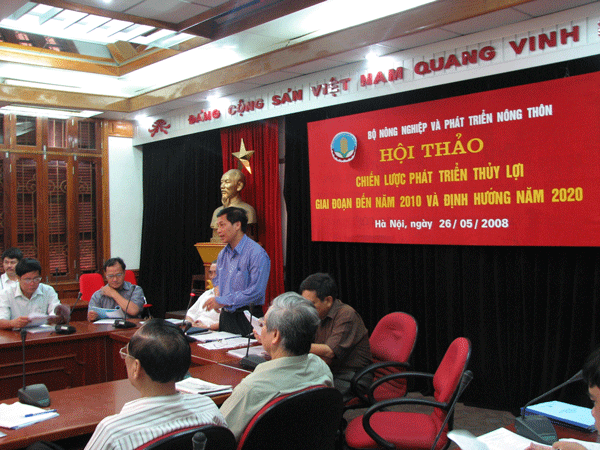 ĐẢNG CỘNG SẢN VIỆT NAM QUANG VINH
BỘ NÔNG NGHIỆP VÀ PHÁT TRIỂN NÔNG THÔN
HỘI THẢO
CHIẾN LƯỢC PHÁT TRIỂN THỦY LỢI
GIAI ĐOẠN ĐẾN NĂM 2010 VÀ ĐỊNH HƯỚNG NĂM 2020
Hà Nội, ngày 26/05/2008